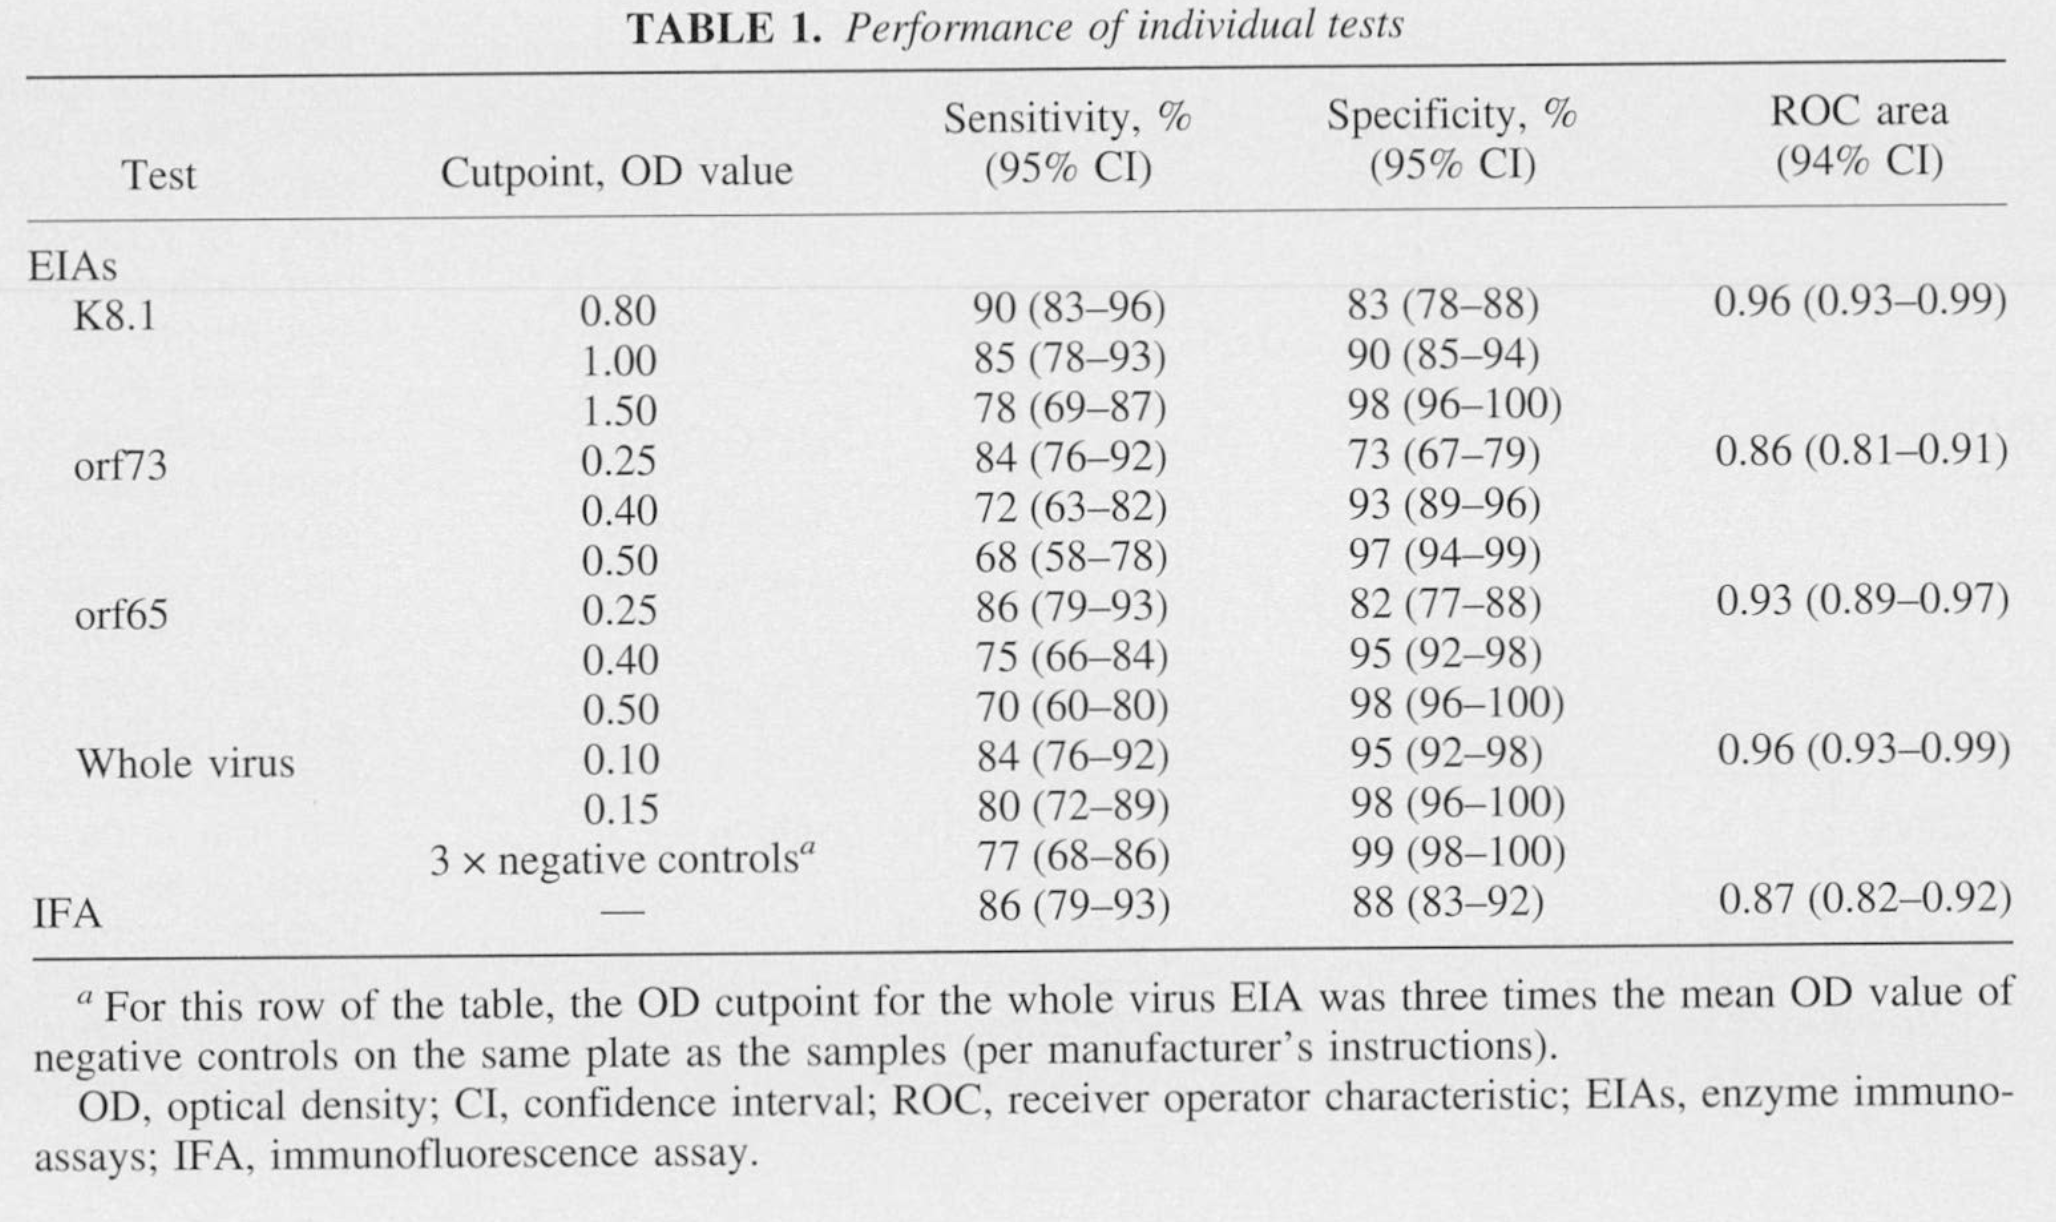 TABLE 1. Performance of individual tests
Test Cutpoint, OD value Sensitivity, % (95% CI) Specificity, % (95% CI) ROC area (94% CI)
EIAs
K8.1 0.80 90 (83–96) 83 (78–88) 0.96 (0.93–0.99)
1.00 85 (78–93) 90 (85–94)
1.50 78 (69–87) 98 (96–100)
orf73 0.25 84 (76–92) 73 (67–79) 0.86 (0.81–0.91)
0.40 72 (63–82) 93 (89–96)
0.50 68 (58–78) 97 (94–99)
orf65 0.25 86 (79–93) 82 (77–88) 0.93 (0.89–0.97)
0.40 75 (66–84) 95 (92–98)
0.50 70 (60–80) 98 (96–100)
Whole virus 0.10 84 (76–92) 95 (92–98) 0.96 (0.93–0.99)
0.15 80 (72–89) 98 (96–100)
3 × negative controlsᵃ 77 (68–86) 99 (98–100)
IFA — 86 (79–93) 88 (83–92) 0.87 (0.82–0.92)
ᵃ For this row of the table, the OD cutpoint for the whole virus EIA was three times the mean OD value of
negative controls on the same plate as the samples (per manufacturer's instructions).
OD, optical density; CI, confidence interval; ROC, receiver operator characteristic; EIAs, enzyme immuno-
assays; IFA, immunofluorescence assay.